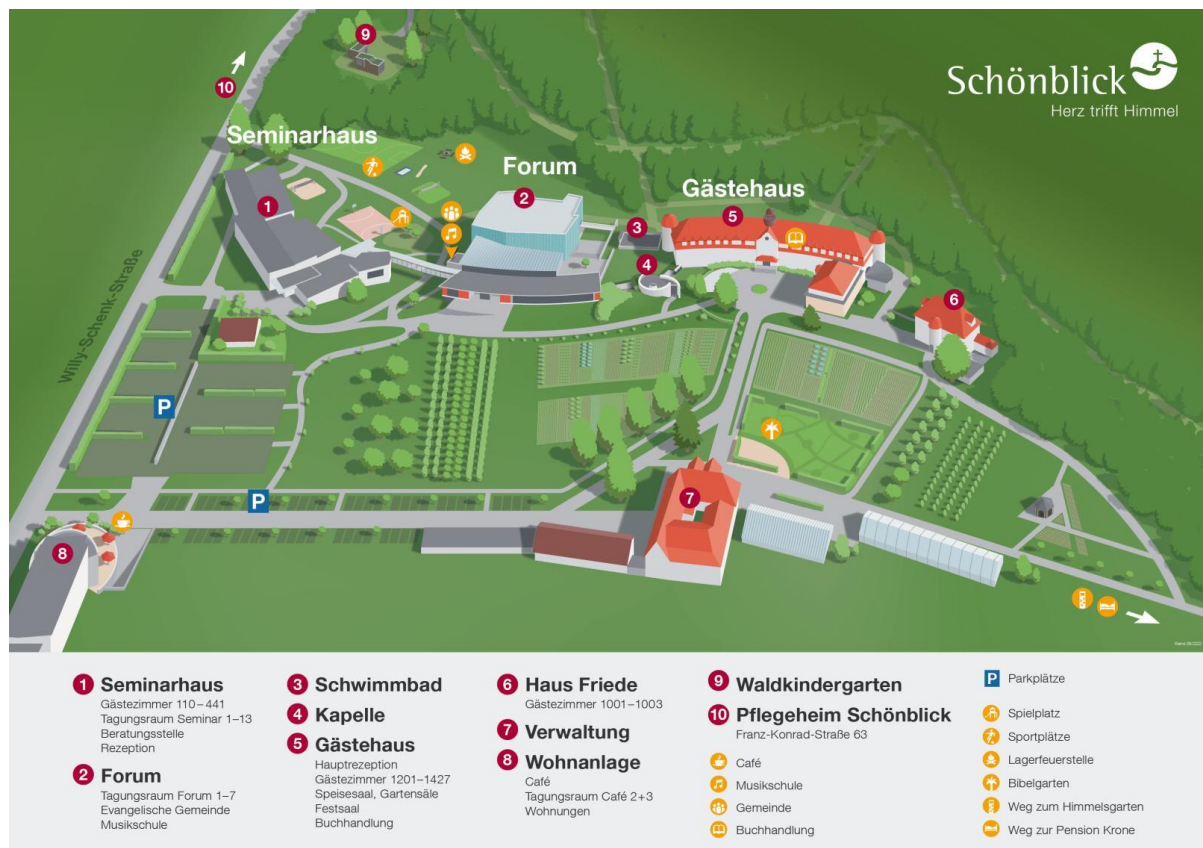 Schönblick
Herz trifft Himmel
9
10
Seminarhaus
Forum
Gästehaus
1
2
3
4
5
6
Willy-Schenk-Straße
P
P
7
8
1 Seminarhaus
Gästezimmer 110–441
Tagungsraum Seminar 1–13
Beratungsstelle
Rezeption
2 Forum
Tagungsraum Forum 1–7
Evangelische Gemeinde
Musikschule
3 Schwimmbad
4 Kapelle
5 Gästehaus
Hauptrezeption
Gästezimmer 1201–1427
Speisesaal, Gartensäle
Festsaal
Buchhandlung
6 Haus Friede
Gästezimmer 1001–1003
7 Verwaltung
8 Wohnanlage
Café
Tagungsraum Café 2+3
Wohnungen
9 Waldkindergarten
10 Pflegeheim Schönblick
Franz-Konrad-Straße 63
Café
Musikschule
Gemeinde
Buchhandlung
P Parkplätze
Spielplatz
Sportplätze
Lagerfeuerstelle
Bibelgarten
Weg zum Himmelsgarten
Weg zur Pension Krone